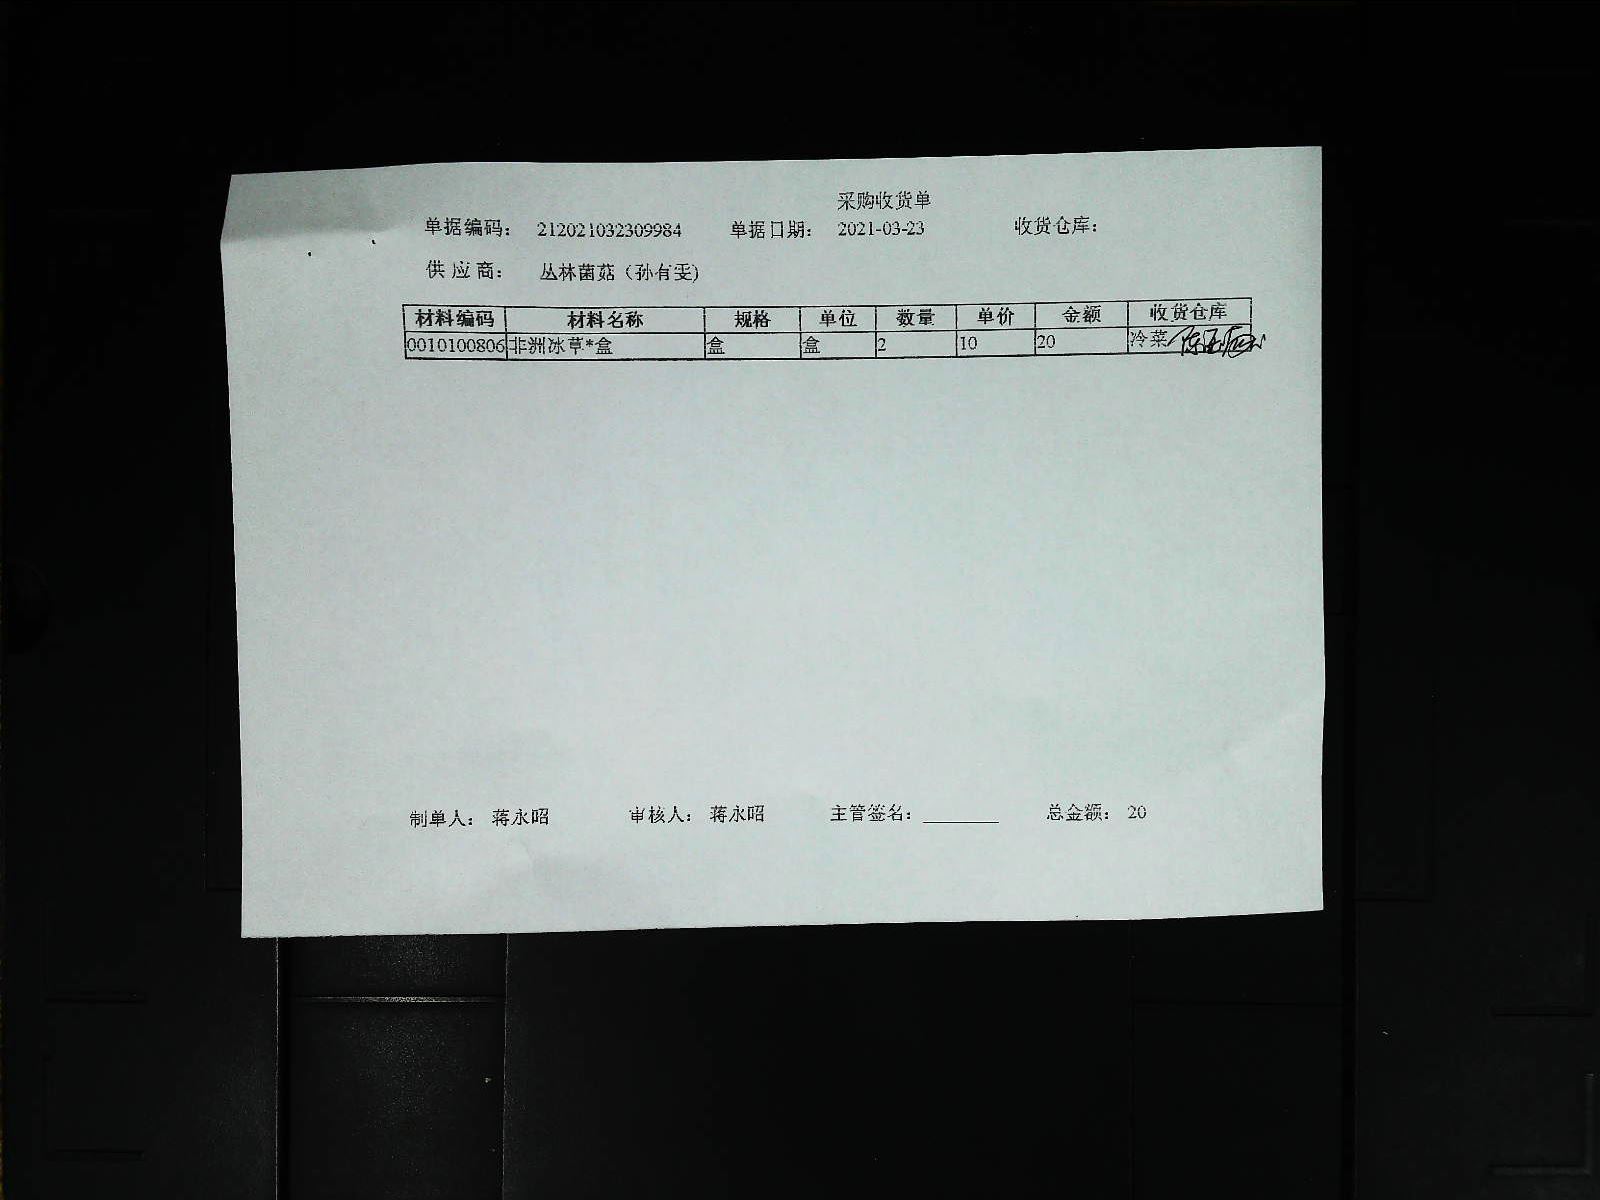 采购收货单
单据编码： 212021032309984 单据日期： 2021-03-23 收货仓库：
供应商： 丛林菌菇（孙有雯）
材料编码 材料名称 规格 单位 数量 单价 金额 收货仓库
0010100806 非洲冰草*盒 盒 盒 2 10 20 冷菜
制单人： 蒋永昭 审核人： 蒋永昭 主管签名：________ 总金额： 20